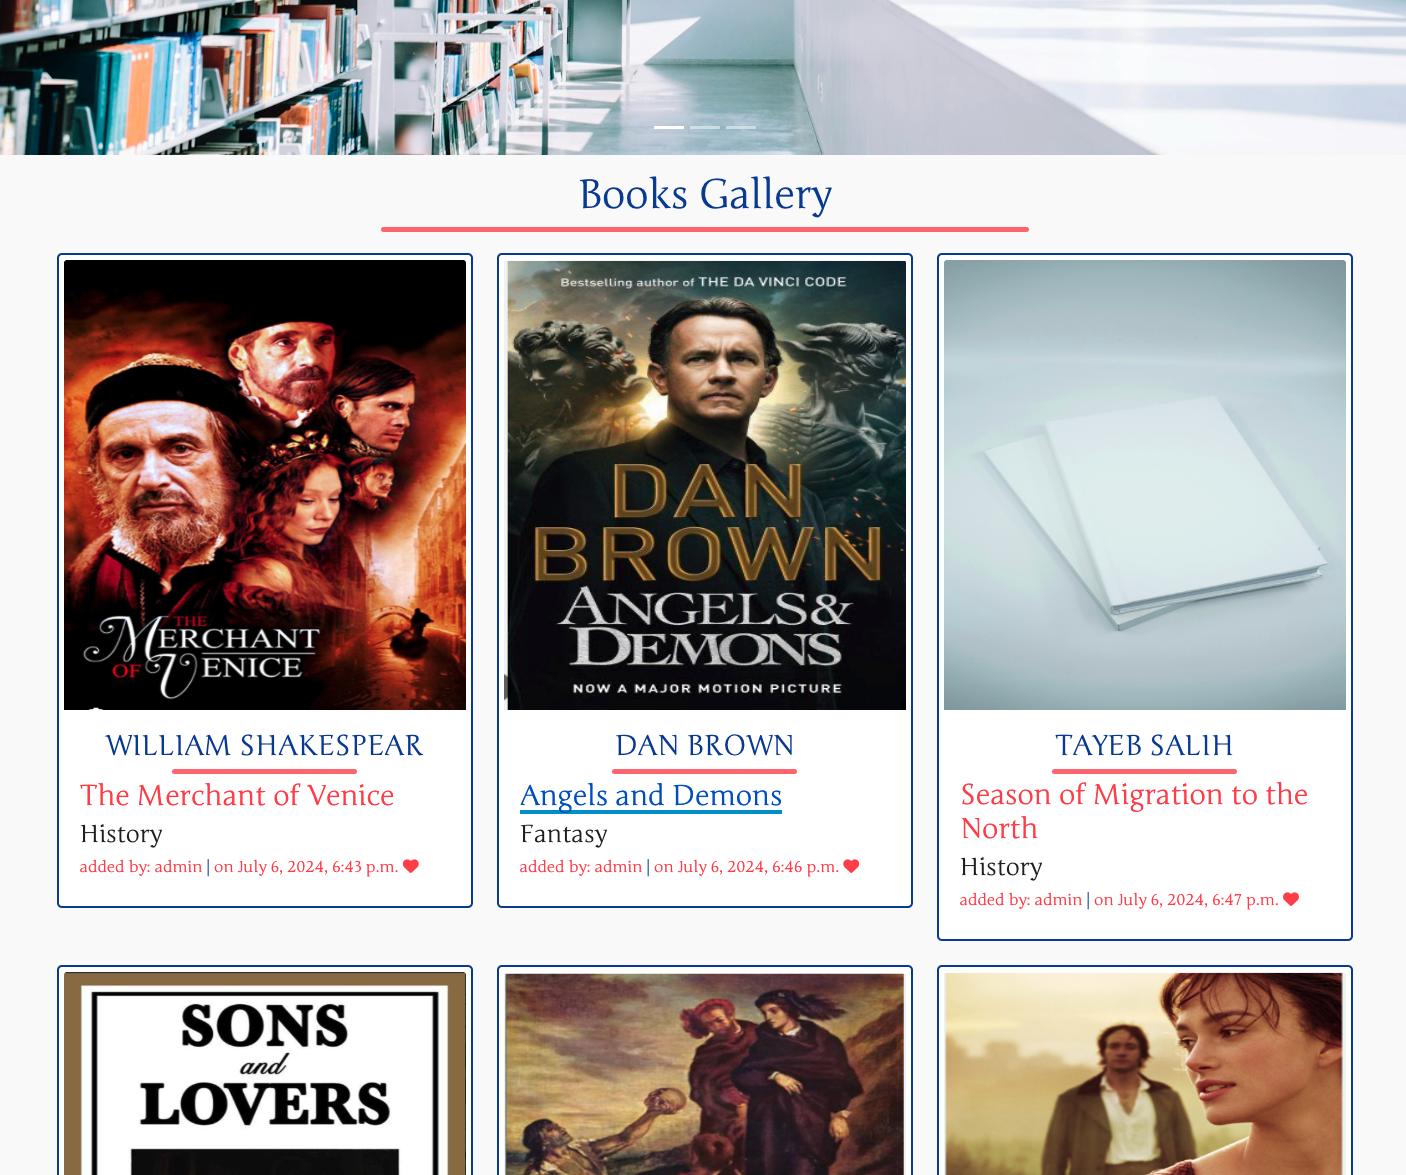 Books Gallery
Bestselling author of THE DA VINCI CODE
DAN
BROWN
ANGELS&
DEMONS
NOW A MAJOR MOTION PICTURE
THE
MERCHANT
OF VENICE
WILLIAM SHAKESPEAR
The Merchant of Venice
History
added by: admin | on July 6, 2024, 6:43 p.m.
DAN BROWN
Angels and Demons
Fantasy
added by: admin | on July 6, 2024, 6:46 p.m.
TAYEB SALIH
Season of Migration to the
North
History
added by: admin | on July 6, 2024, 6:47 p.m.
SONS
and
LOVERS